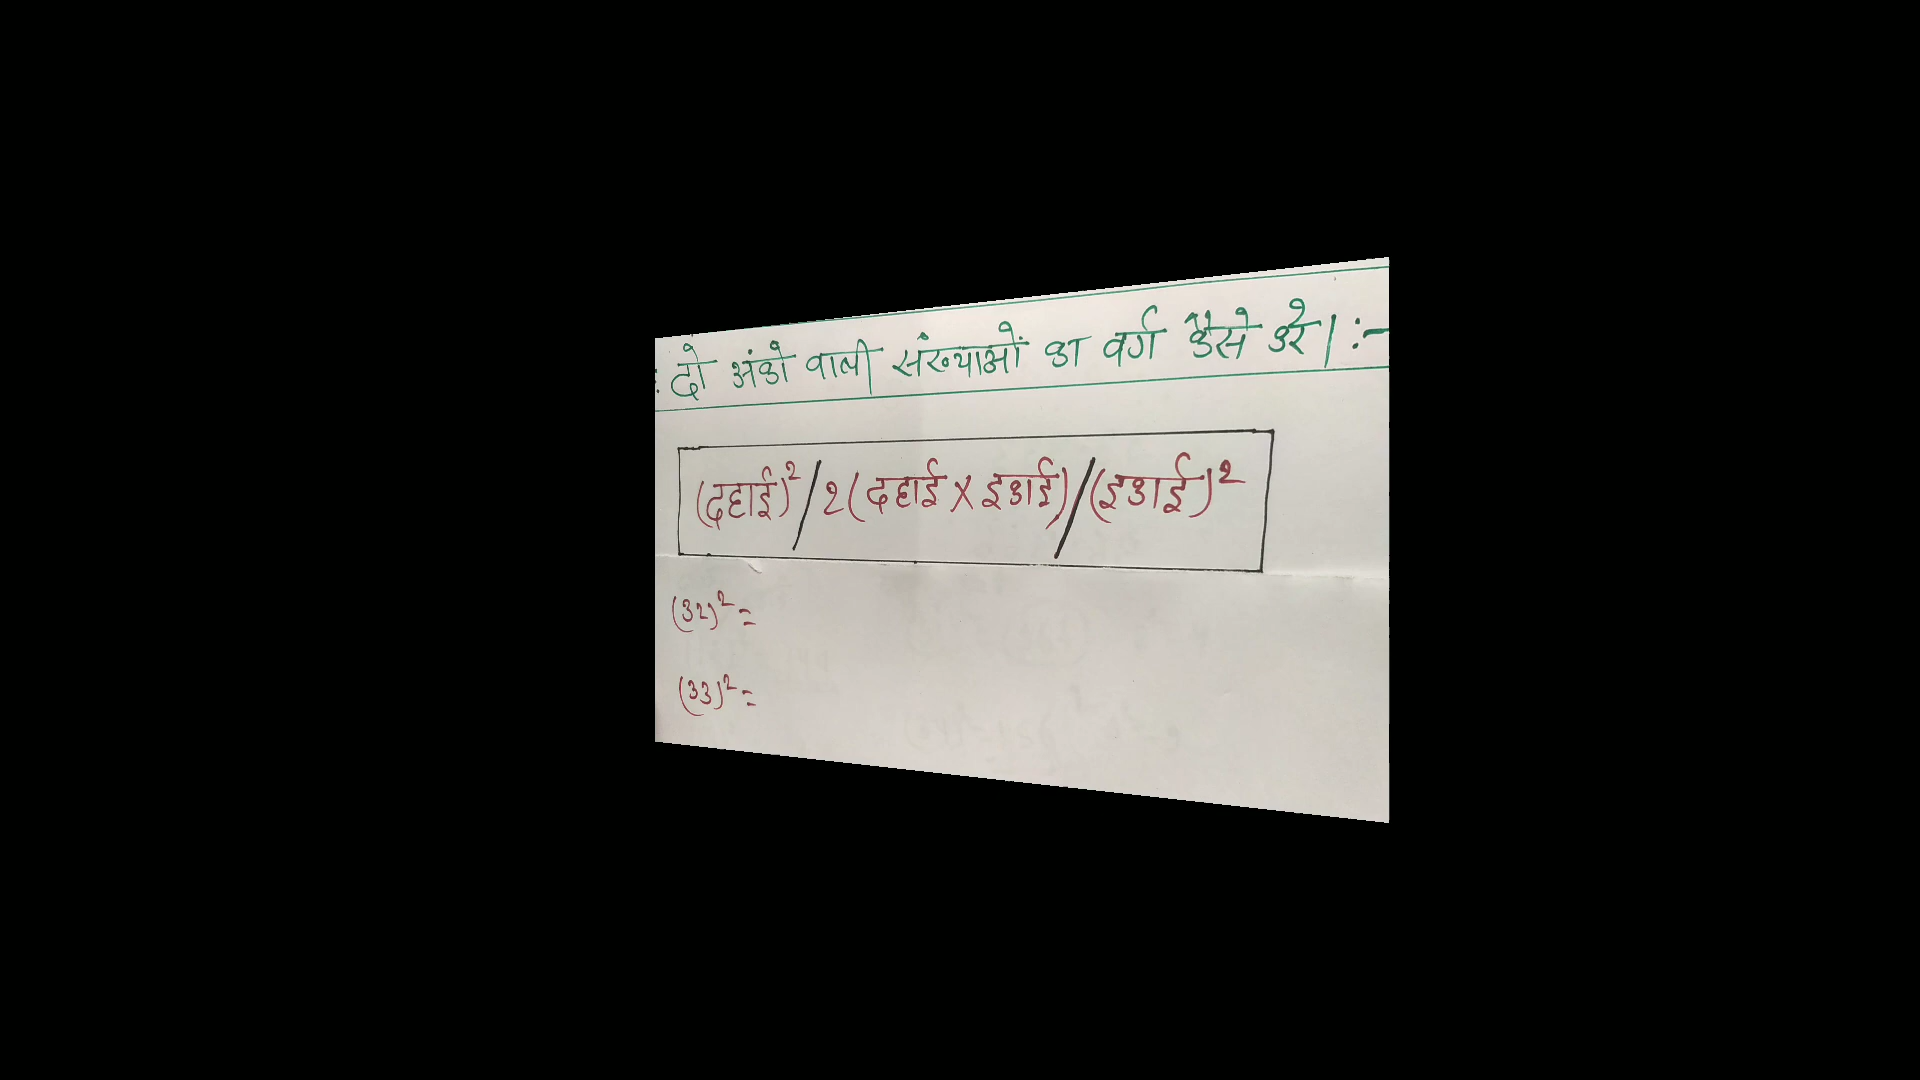 : दो अंको वाली संख्याओं का वर्ग कैसे करे। :-
(दहाई)² / 2 (दहाई x इकाई) / (इकाई)²
(32)² =
(33)² =